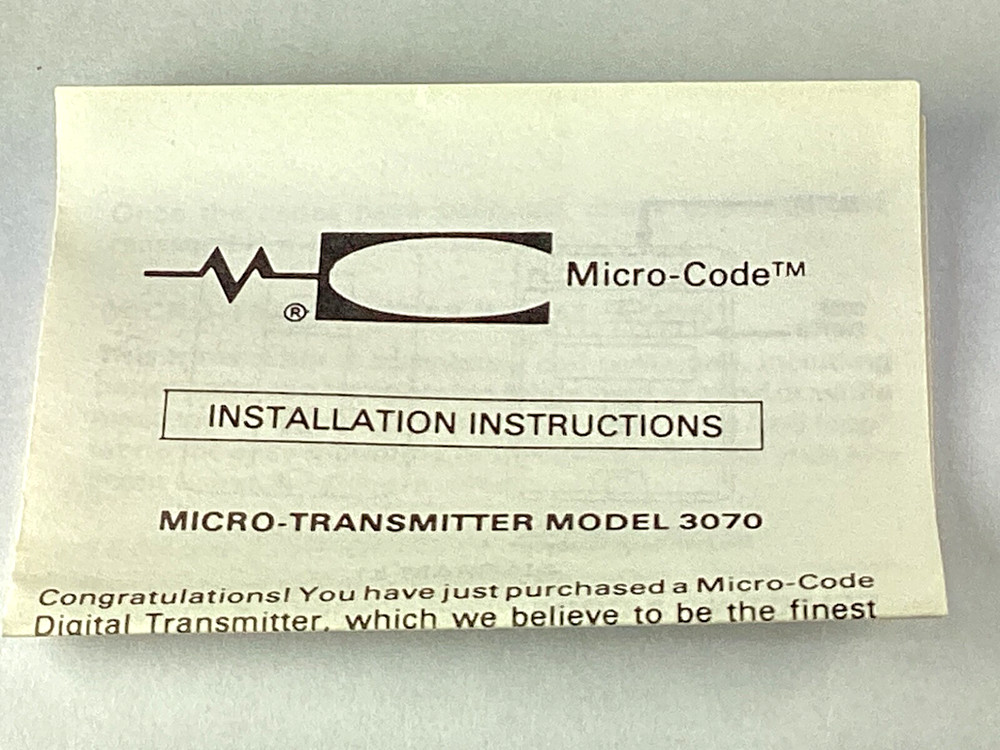 Micro-Code™
®
INSTALLATION INSTRUCTIONS
MICRO-TRANSMITTER MODEL 3070
Congratulations! You have just purchased a Micro-Code
Digital Transmitter, which we believe to be the finest